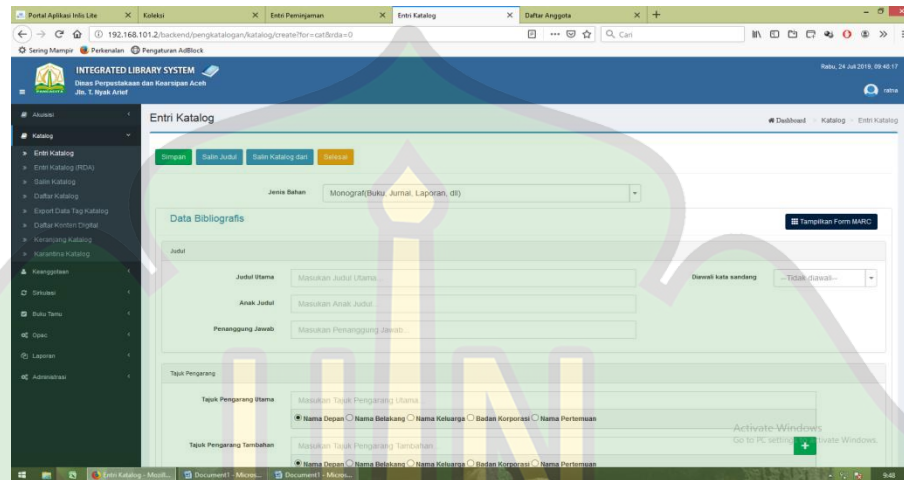 Portal Aplikasi Inlis Lite
Koleksi
Entri Peminjaman
Entri Katalog
Daftar Anggota
192.168.101.2/backend/pengkatalogan/katalog/create?for=cat&rda=0
Cari
Sering Mampir Perkenalan Pengaturan AdBlock
INTEGRATED LIBRARY SYSTEM
Dinas Perpustakaan dan Kearsipan Aceh
Jln. T. Nyak Arief
Rabu, 24 Juli 2019, 09:48:17
ratna
Akuisisi
Katalog
Entri Katalog
Entri Katalog (RDA)
Salin Katalog
Daftar Katalog
Export Data Tag Katalog
Daftar Konten Digital
Keranjang Katalog
Karantina Katalog
Keanggotaan
Sirkulasi
Buku Tamu
Opac
Laporan
Administrasi
Entri Katalog
Dashboard Katalog Entri Katalog
Simpan Salin Judul Salin Katalog dari Selesai
Jenis Bahan Monograf(Buku, Jurnal, Laporan, dll)
Data Bibliografis
Tampilkan Form MARC
Judul
Judul Utama Masukan Judul Utama...
Diawali kata sandang ---Tidak diawali---
Anak Judul Masukan Anak Judul...
Penanggung Jawab Masukan Penanggung Jawab...
Tajuk Pengarang
Tajuk Pengarang Utama Masukan Tajuk Pengarang Utama...
Nama Depan Nama Belakang Nama Keluarga Badan Korporasi Nama Pertemuan
Tajuk Pengarang Tambahan Masukan Tajuk Pengarang Tambahan...
Nama Depan Nama Belakang Nama Keluarga Badan Korporasi Nama Pertemuan
Activate Windows
Go to PC settings to activate Windows.
Entri Katalog - Mozill... Document1 - Micros... Document1 - Micros...
9:48